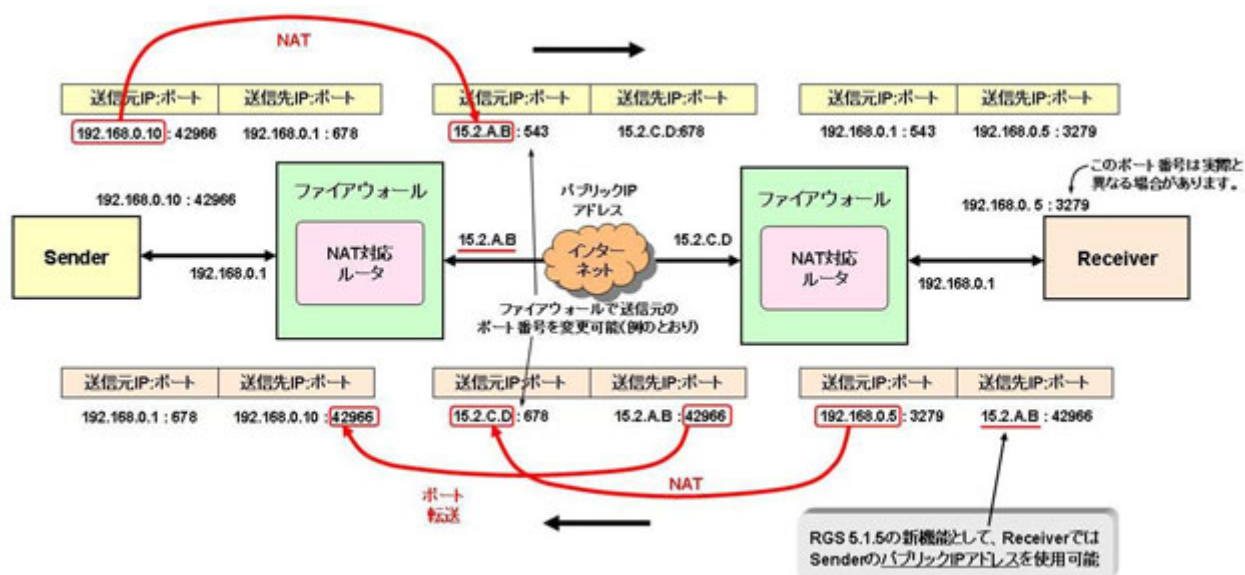 NAT
送信元IP:ポート 送信先IP:ポート
192.168.0.10 : 42966 192.168.0.1 : 678
送信元IP:ポート 送信先IP:ポート
15.2.A.B : 543 15.2.C.D:678
送信元IP:ポート 送信先IP:ポート
192.168.0.1 : 543 192.168.0.5 : 3279
このポート番号は実際と
異なる場合があります。
192.168.0.10 : 42966
Sender
192.168.0.1
ファイアウォール
NAT対応
ルータ
15.2.A.B
パブリックIP
アドレス
インター
ネット
15.2.C.D
ファイアウォールで送信元の
ポート番号を変更可能(例のとおり)
ファイアウォール
NAT対応
ルータ
192.168.0.5 : 3279
192.168.0.1
Receiver
送信元IP:ポート 送信先IP:ポート
192.168.0.1 : 678 192.168.0.10 : 42966
送信元IP:ポート 送信先IP:ポート
15.2.C.D : 678 15.2.A.B : 42966
送信元IP:ポート 送信先IP:ポート
192.168.0.5 : 3279 15.2.A.B : 42966
ポート
転送
NAT
RGS 5.1.5の新機能として、Receiverでは
SenderのパブリックIPアドレスを使用可能